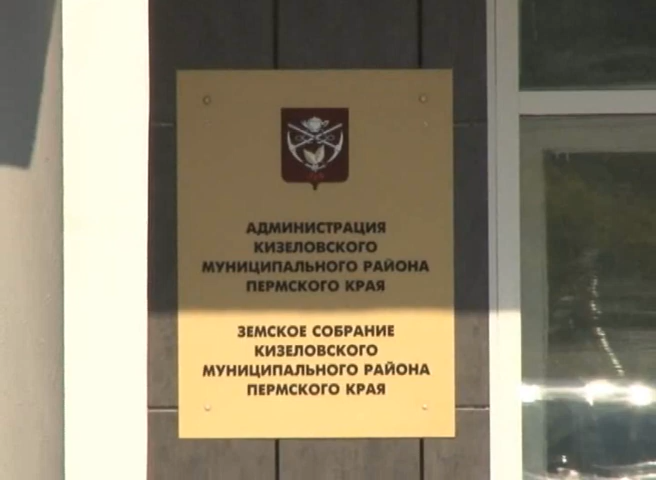 АДМИНИСТРАЦИЯ
КИЗЕЛОВСКОГО
МУНИЦИПАЛЬНОГО РАЙОНА
ПЕРМСКОГО КРАЯ
ЗЕМСКОЕ СОБРАНИЕ
КИЗЕЛОВСКОГО
МУНИЦИПАЛЬНОГО РАЙОНА
ПЕРМСКОГО КРАЯ